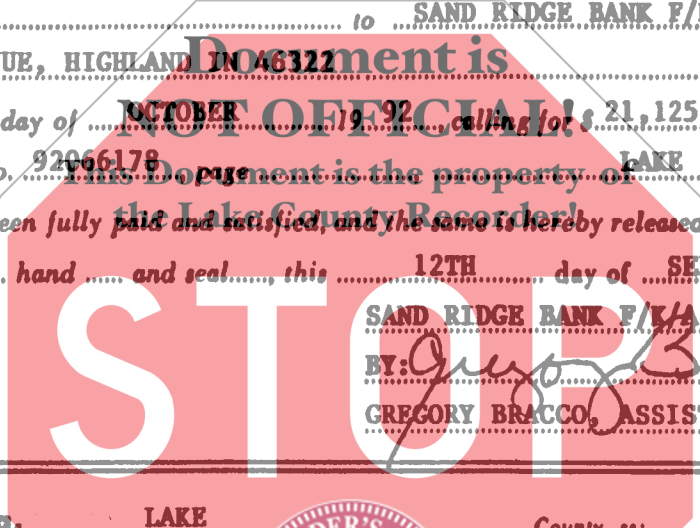 to SAND RIDGE BANK F/
UE, HIGHLAND IN 46322
Document is
day of OCTOBER 19 92, calling for $ 21,125
NOT OFFICIAL!
92066178, page LAKE
This Document is the property of
een fully paid and satisfied, and the same is hereby released
the Lake County Recorder!
hand and seal, this 12TH day of SE
STOP
SAND RIDGE BANK F/K/A
BY:
GREGORY BRACCO, ASSIS
LAKE County
DER'S